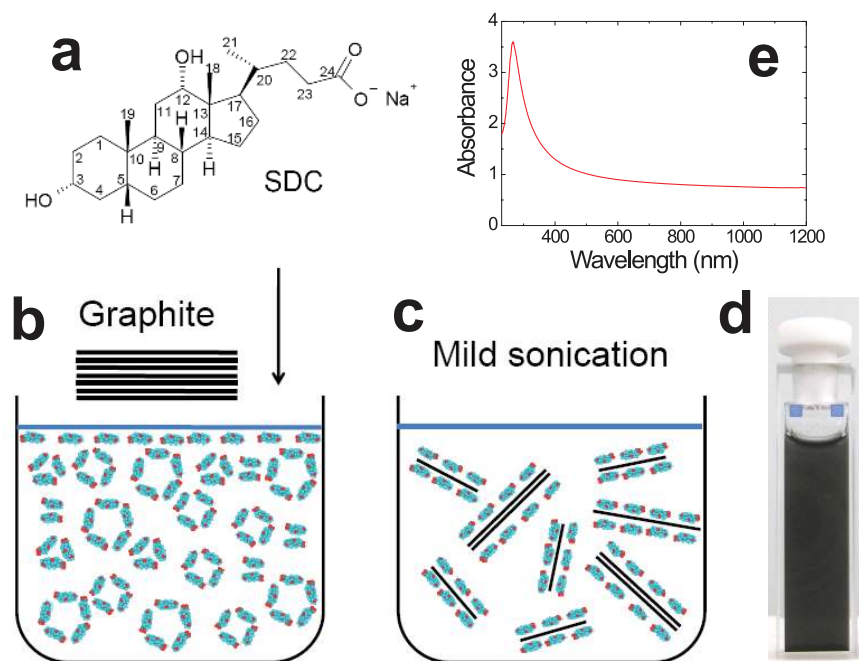 a
21
OH
22
O
18
20
24
O⁻ Na⁺
12
23
17
11
13
19
H
16
1
9
14
15
2
10
8
H
H
SDC
3
5
7
HO
4
6
H
e
Absorbance
4
3
2
1
0
400 600 800 1000 1200
Wavelength (nm)
b
Graphite
c
Mild sonication
d